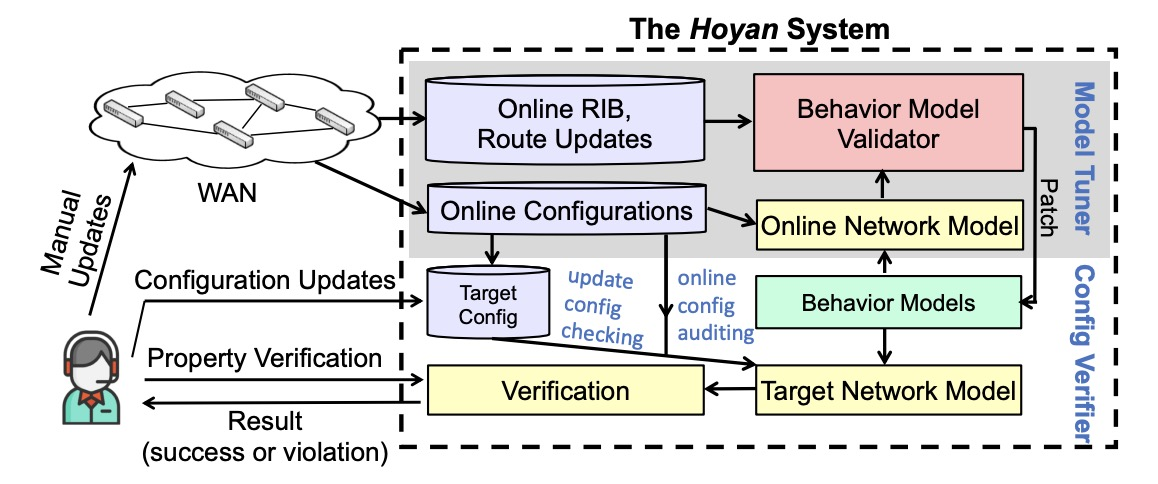 The Hoyan System
Online RIB,
Route Updates
Behavior Model
Validator
Model Tuner
WAN
Online Configurations
Online Network Model
Patch
Manual
Updates
Configuration Updates
Target
Config
update
config
checking
online
config
auditing
Behavior Models
Config Verifier
Property Verification
Verification
Target Network Model
Result
(success or violation)